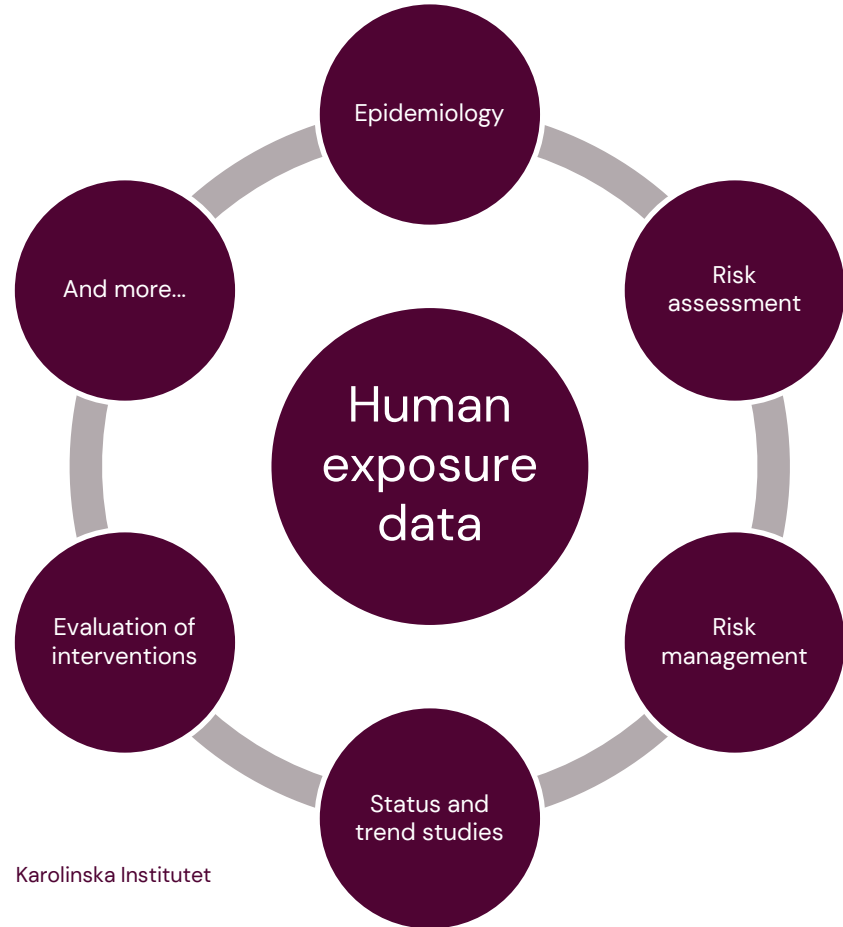 Epidemiology
Risk
assessment
Risk
management
Status and
trend studies
Evaluation of
interventions
And more...
Human
exposure
data
Karolinska Institutet